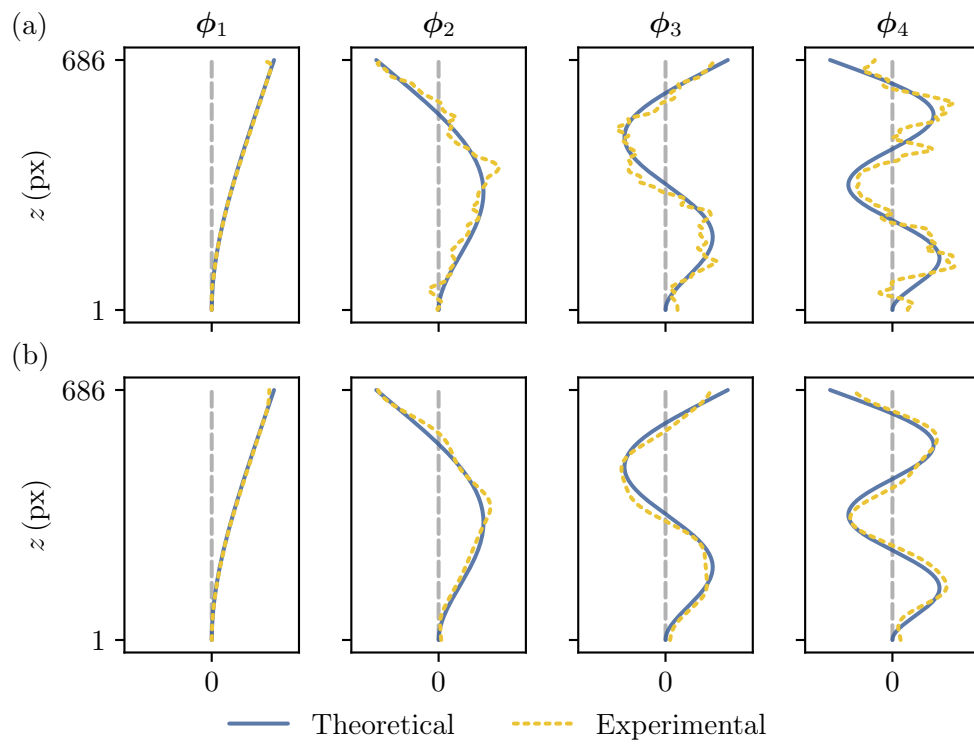 (a)
ϕ₁ ϕ₂ ϕ₃ ϕ₄
686
z (px)
1
(b)
686
z (px)
1
0 0 0 0
Theoretical Experimental